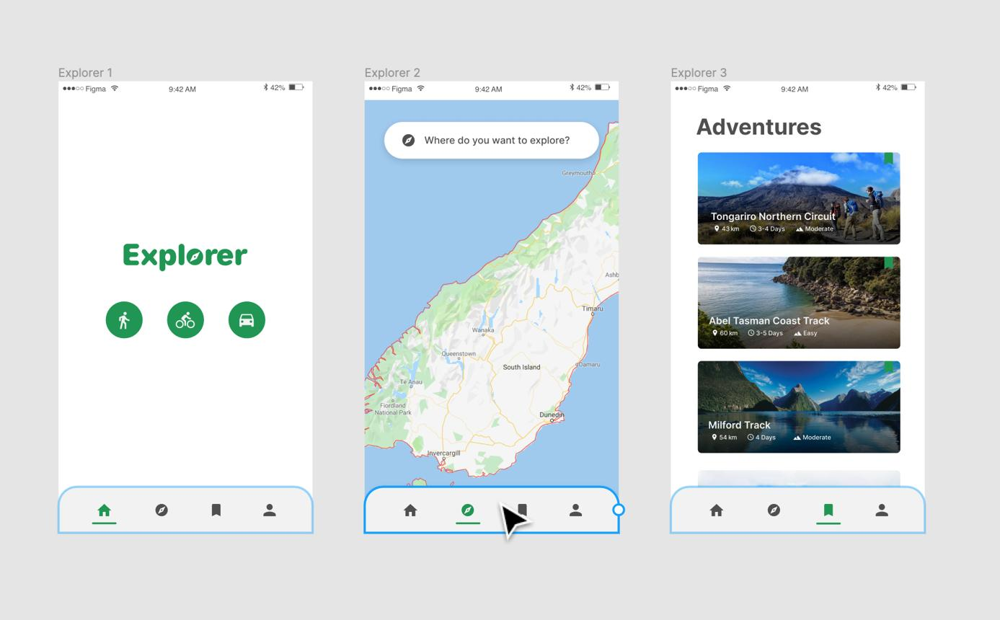 Explorer 1
Figma
9:42 AM
42%
Explorer
Explorer 2
Figma
9:42 AM
42%
Where do you want to explore?
Greymouth
Ashb
Timaru
Wanaka
Queenstown
South Island
Oamaru
Te Anau
Fiordland
National Park
Dunedin
Invercargill
Explorer 3
Figma
9:42 AM
42%
Adventures
Tongariro Northern Circuit
43 km 3-4 Days Moderate
Abel Tasman Coast Track
60 km 3-5 Days Easy
Milford Track
54 km 4 Days Moderate